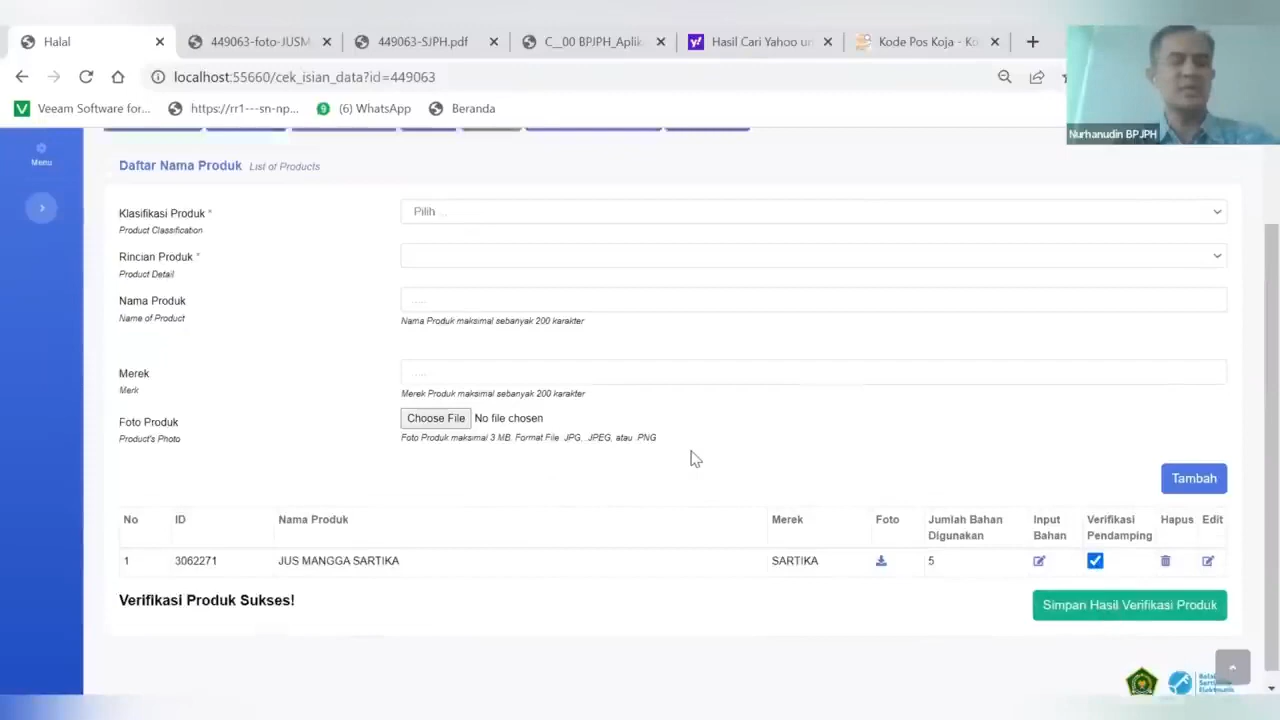 Halal
449063-foto-JUSM
449063-SJPH.pdf
C__00 BPJPH_Aplik
Hasil Cari Yahoo un
Kode Pos Koja - Ko
localhost:55660/cek_isian_data?id=449063
Veeam Software for...
https://rr1---sn-np...
(6) WhatsApp
Beranda
Nurhanudin BPJPH
Menu
Daftar Nama Produk List of Products
Klasifikasi Produk *
Product Classification
Pilih ...
Rincian Produk *
Product Detail
Nama Produk
Name of Product
....
Nama Produk maksimal sebanyak 200 karakter
Merek
Merk
....
Merek Produk maksimal sebanyak 200 karakter
Foto Produk
Product's Photo
Choose File No file chosen
Foto Produk maksimal 3 MB. Format File .JPG, .JPEG, atau .PNG
Tambah
No ID Nama Produk Merek Foto Jumlah Bahan Digunakan Input Bahan Verifikasi Pendamping Hapus Edit
1 3062271 JUS MANGGA SARTIKA SARTIKA 5
Verifikasi Produk Sukses!
Simpan Hasil Verifikasi Produk